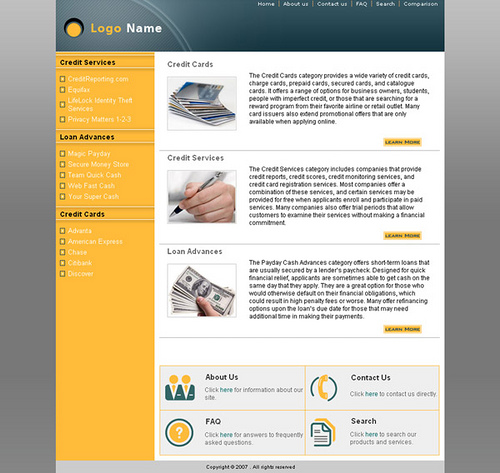 Home | About us | Contact us | FAQ | Search | Comparison
Logo Name
Credit Services
CreditReporting.com
Equifax
LifeLock Identity Theft
Services
Privacy Matters 1-2-3
Loan Advances
Magic Payday
Secure Money Store
Team Quick Cash
Web Fast Cash
Your Super Cash
Credit Cards
Advanta
American Express
Chase
Citibank
Discover
Credit Cards
The Credit Cards category provides a wide variety of credit cards,
charge cards, prepaid cards, secured cards, and catalogue
cards. It offers a range of options for business owners, students,
people with imperfect credit, or those that are searching for a
reward program from their favorite airline or retail outlet. Many
card issuers also extend promotional offers that are only
available when applying online.
LEARN MORE
Credit Services
The Credit Services category includes companies that provide
credit reports, credit scores, credit monitoring services, and
card registration services. Most companies offer a
combination of these services, and certain services may be
provided for free when applicants enroll and participate in paid
services. Many companies also offer trial periods that allow
customers to examine their services without making a financial
commitment.
LEARN MORE
Loan Advances
The Payday Cash Advances category offers short-term loans that
are usually secured by a lender's paycheck. Designed for quick
financial relief, applicants are sometimes able to get cash on the
same day that they apply. They are a great option for those who
would otherwise default on their financial obligations, which
could result in high penalty fees or worse. Many offer refinancing
options upon the loan's due date for those that may need
additional time in making their payments.
LEARN MORE
About Us
Click here for information about our
site.
Contact Us
Click here to contact us directly.
FAQ
Click here for answers to frequently
asked questions.
Search
Click here to search our
products and services.
Copyright © 2007 . All rights reserved